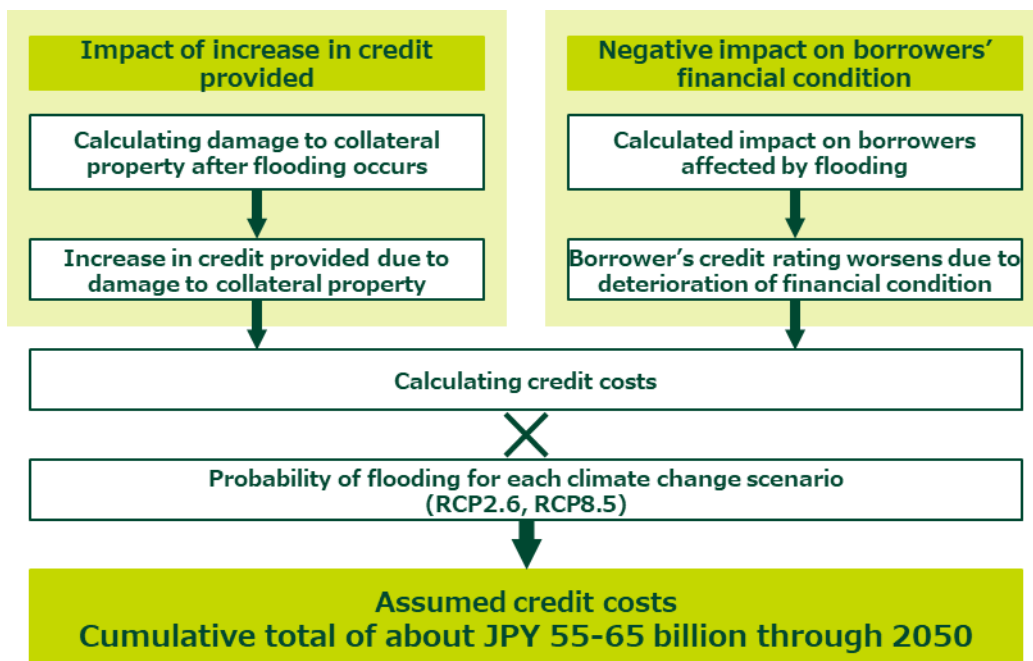 Impact of increase in credit
provided
Calculating damage to collateral
property after flooding occurs
Increase in credit provided due to
damage to collateral property
Negative impact on borrowers’
financial condition
Calculated impact on borrowers
affected by flooding
Borrower’s credit rating worsens due to
deterioration of financial condition
Calculating credit costs
Probability of flooding for each climate change scenario
(RCP2.6, RCP8.5)
Assumed credit costs
Cumulative total of about JPY 55-65 billion through 2050